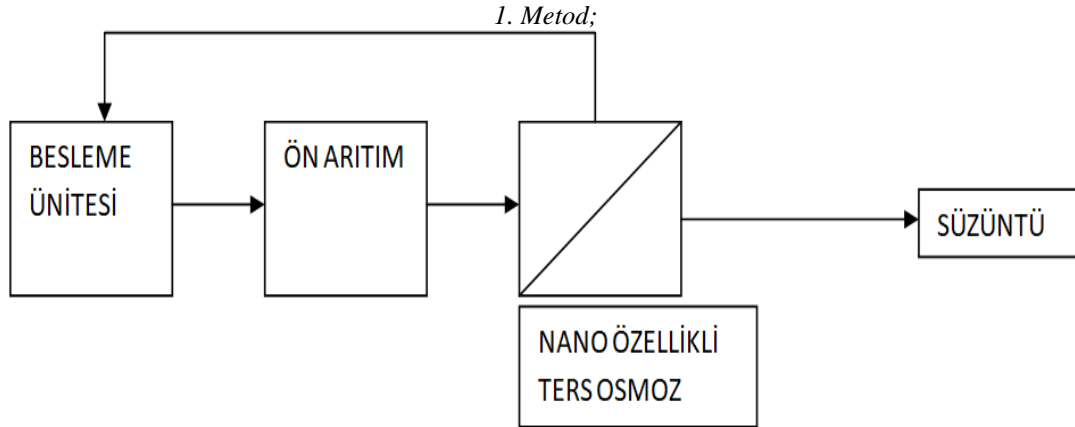 1. Metod;
BESLEME
ÜNİTESİ
ÖN ARITIM
SÜZÜNTÜ
NANO ÖZELLİKLİ
TERS OSMOZ